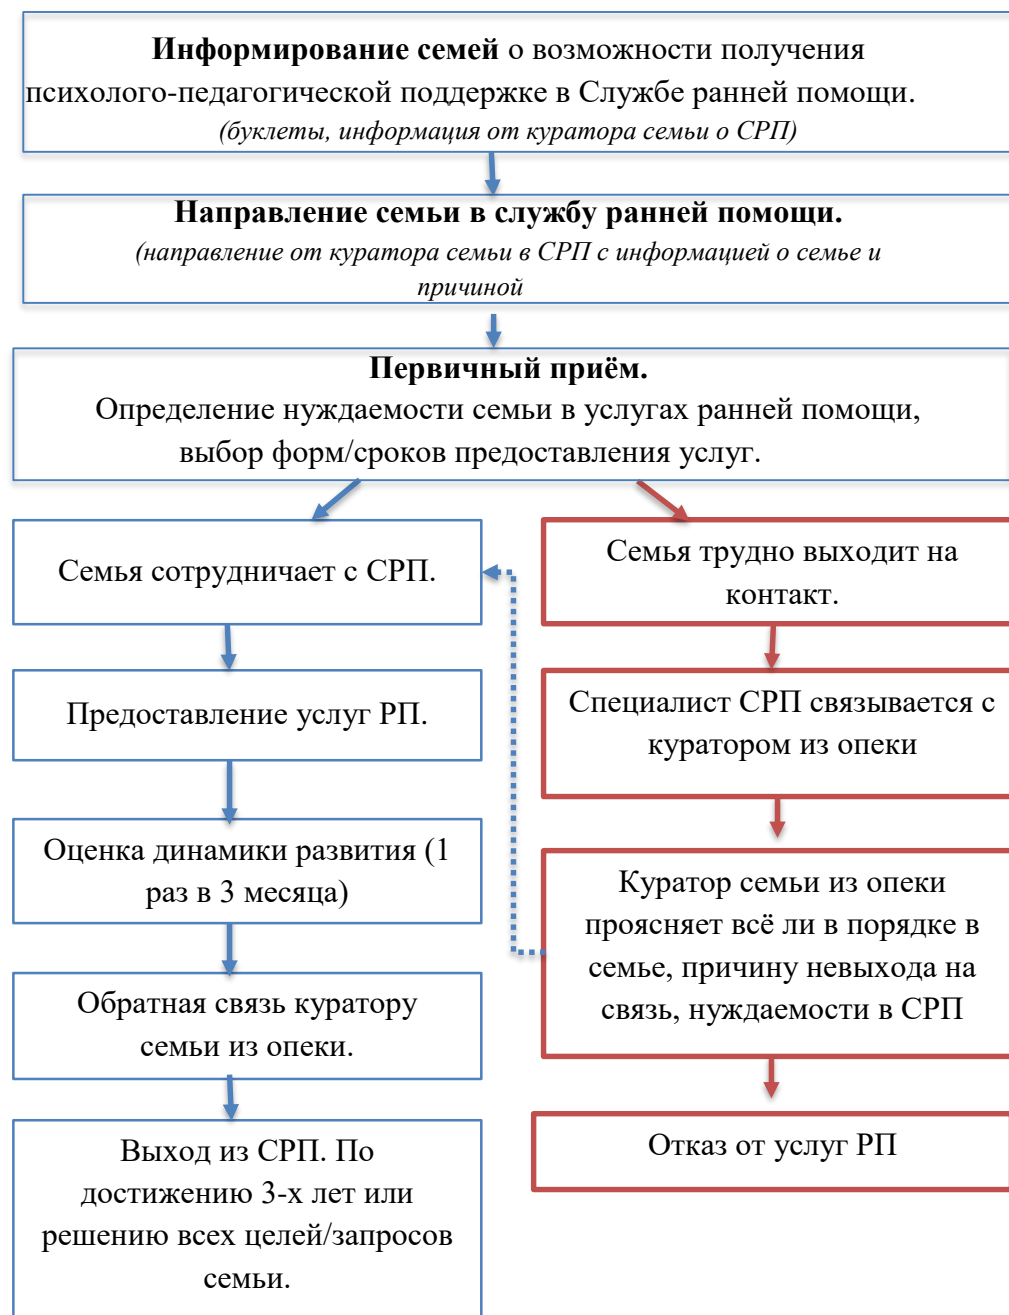 Информирование семей о возможности получения
психолого-педагогической поддержке в Службе ранней помощи.
(буклеты, информация от куратора семьи о СРП)
Направление семьи в службу ранней помощи.
(направление от куратора семьи в СРП с информацией о семье и
причиной
Первичный приём.
Определение нуждаемости семьи в услугах ранней помощи,
выбор форм/сроков предоставления услуг.
Семья сотрудничает с СРП.
Предоставление услуг РП.
Оценка динамики развития (1
раз в 3 месяца)
Обратная связь куратору
семьи из опеки.
Выход из СРП. По
достижению 3-х лет или
решению всех целей/запросов
семьи.
Семья трудно выходит на
контакт.
Специалист СРП связывается с
куратором из опеки
Куратор семьи из опеки
проясняет всё ли в порядке в
семье, причину невыхода на
связь, нуждаемости в СРП
Отказ от услуг РП